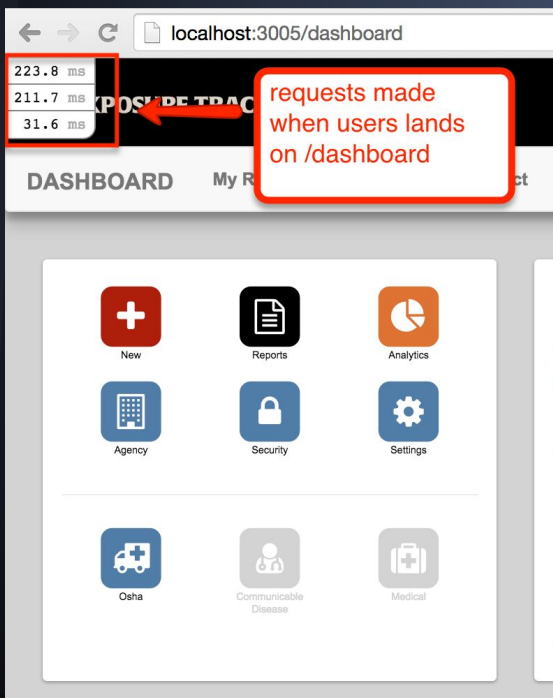 localhost:3005/dashboard
223.8 ms
211.7 ms
31.6 ms
requests made
when users lands
on /dashboard
DASHBOARD
New
Reports
Analytics
Agency
Security
Settings
Osha
Communicable
Disease
Medical